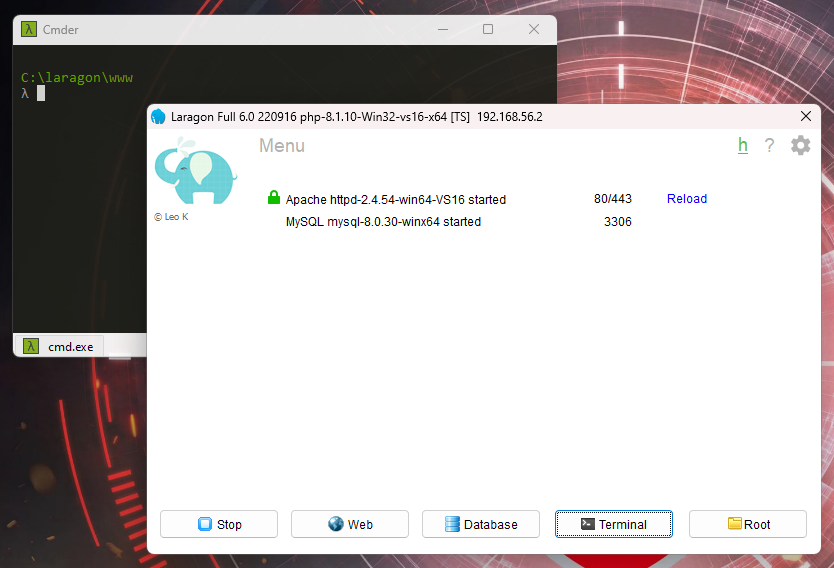 λ Cmder
C:\laragon\www
λ
λ cmd.exe
Laragon Full 6.0 220916 php-8.1.10-Win32-vs16-x64 [TS] 192.168.56.2
Menu
h ?
© Leo K
Apache httpd-2.4.54-win64-VS16 started 80/443 Reload
MySQL mysql-8.0.30-winx64 started 3306
Stop Web Database Terminal Root